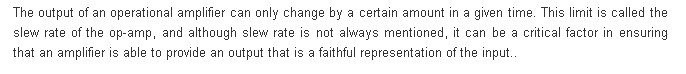 The output of an operational amplifier can only change by a certain amount in a given time. This limit is called the
slew rate of the op-amp, and although slew rate is not always mentioned, it can be a critical factor in ensuring
that an amplifier is able to provide an output that is a faithful representation of the input..